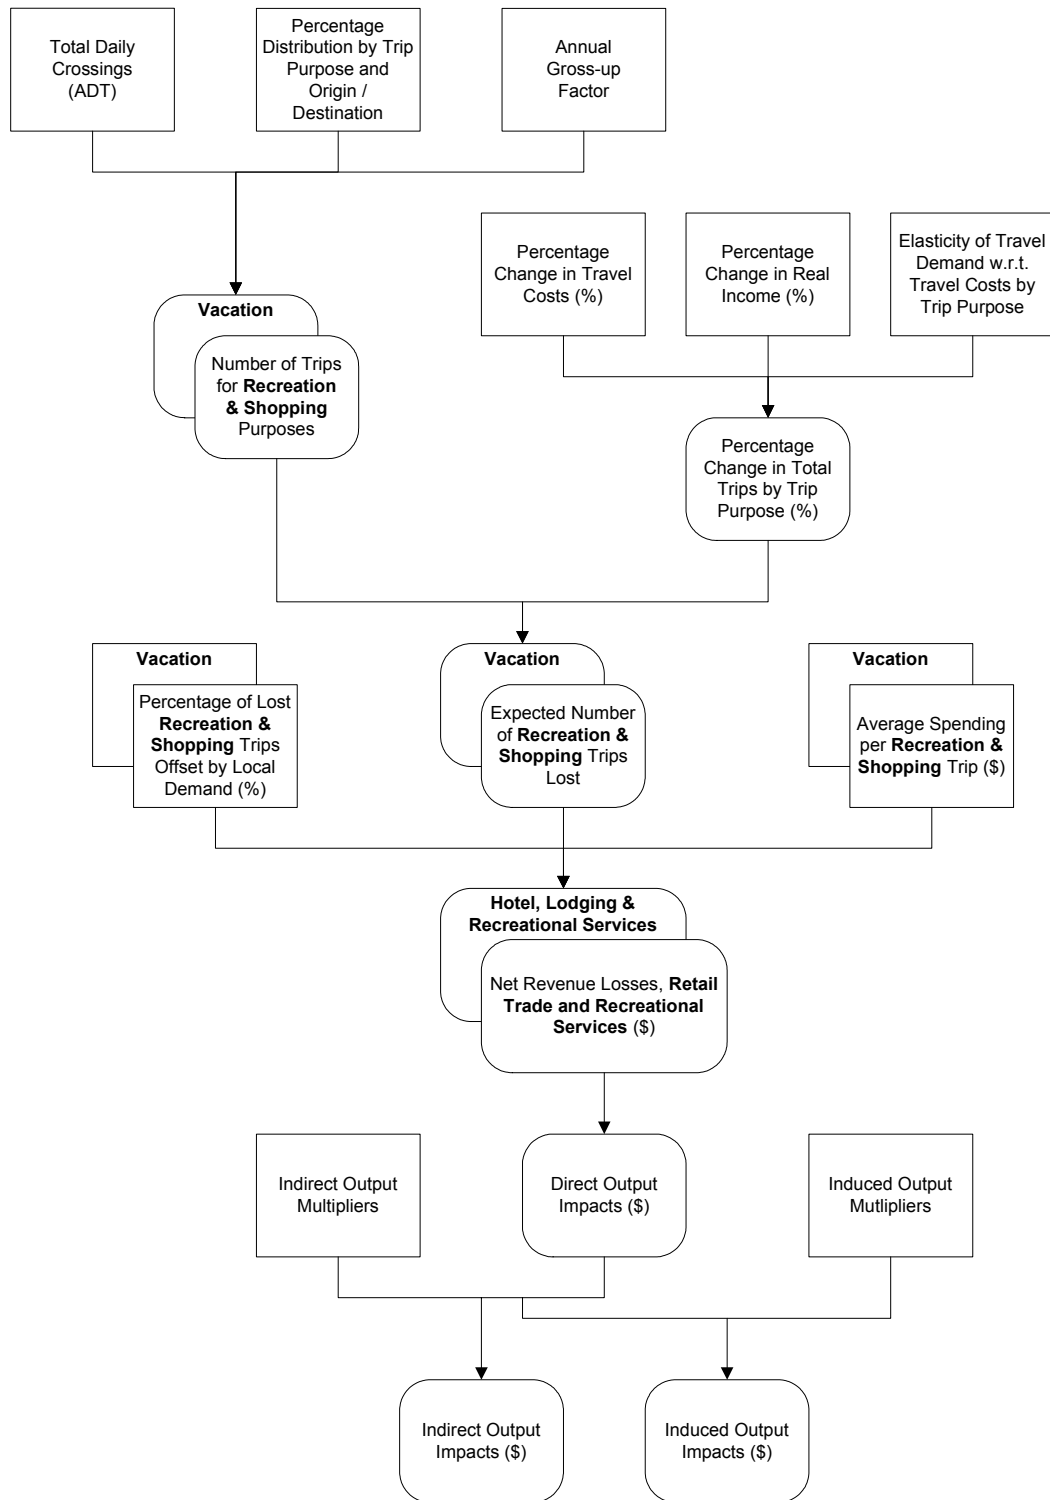 Total Daily
Crossings
(ADT)
Percentage
Distribution by Trip
Purpose and
Origin /
Destination
Annual
Gross-up
Factor
Percentage
Change in Travel
Costs (%)
Percentage
Change in Real
Income (%)
Elasticity of Travel
Demand w.r.t.
Travel Costs by
Trip Purpose
Vacation
Number of Trips
for Recreation
& Shopping
Purposes
Percentage
Change in Total
Trips by Trip
Purpose (%)
Vacation
Percentage of Lost
Recreation &
Shopping Trips
Offset by Local
Demand (%)
Vacation
Expected Number
of Recreation &
Shopping Trips
Lost
Vacation
Average Spending
per Recreation &
Shopping Trip ($)
Hotel, Lodging &
Recreational Services
Net Revenue Losses, Retail
Trade and Recreational
Services ($)
Indirect Output
Multipliers
Direct Output
Impacts ($)
Induced Output
Mutlipliers
Indirect Output
Impacts ($)
Induced Output
Impacts ($)